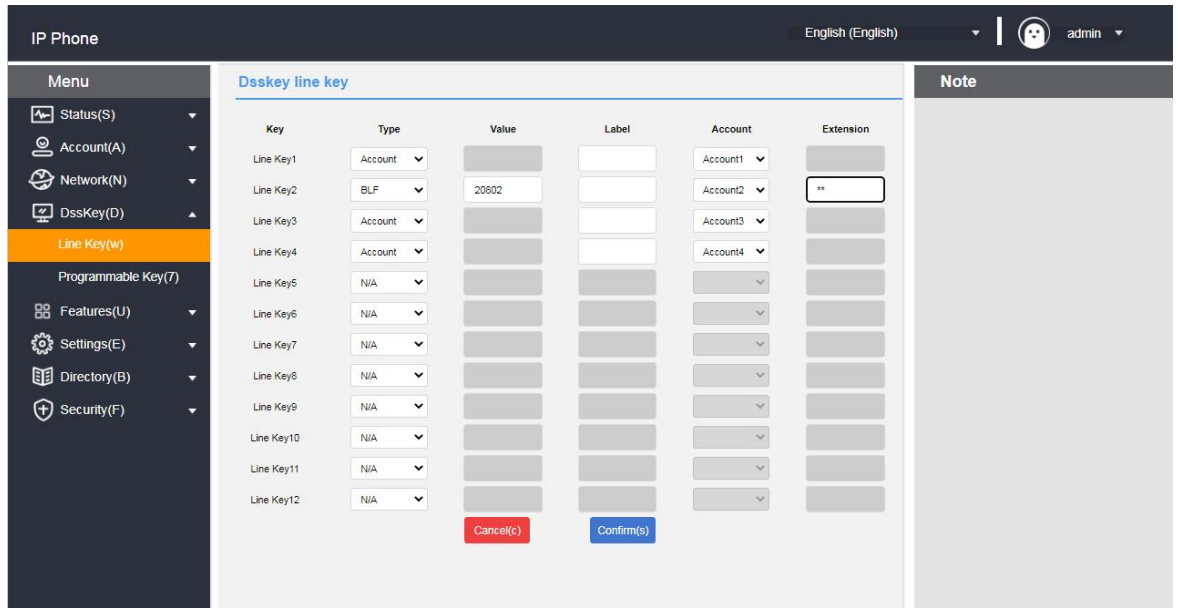 IP Phone English (English) admin
Menu Dsskey line key Note
Status(S)
Account(A)
Network(N)
DssKey(D)
Line Key(w)
Programmable Key(7)
Features(U)
Settings(E)
Directory(B)
Security(F)
Key Type Value Label Account Extension
Line Key1 Account Account1
Line Key2 BLF 20802 Account2 **
Line Key3 Account Account3
Line Key4 Account Account4
Line Key5 N/A
Line Key6 N/A
Line Key7 N/A
Line Key8 N/A
Line Key9 N/A
Line Key10 N/A
Line Key11 N/A
Line Key12 N/A
Cancel(c) Confirm(s)